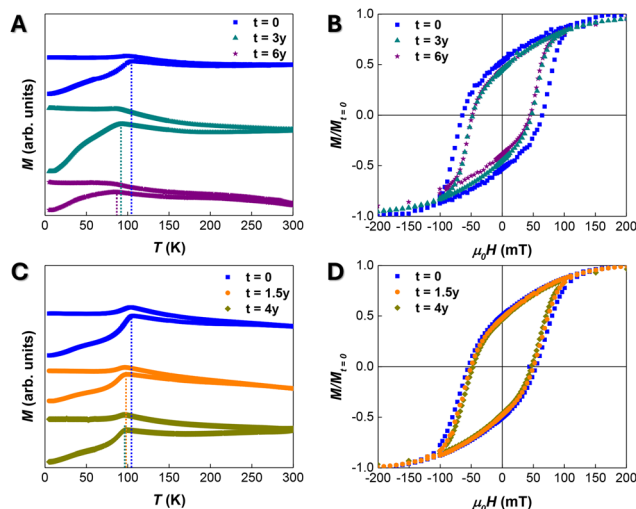 A
t = 0
t = 3y
t = 6y
M (arb. units)
0 50 100 150 200 250 300
T (K)
B
t = 0
t = 3y
t = 6y
M/M_{t = 0}
1.0
0.5
0.0
-0.5
-1.0
-200 -150 -100 -50 0 50 100 150 200
μ₀H (mT)
C
t = 0
t = 1.5y
t = 4y
M (arb. units)
0 50 100 150 200 250 300
T (K)
D
t = 0
t = 1.5y
t = 4y
M/M_{t = 0}
1.0
0.5
0.0
-0.5
-1.0
-200 -150 -100 -50 0 50 100 150 200
μ₀H (mT)